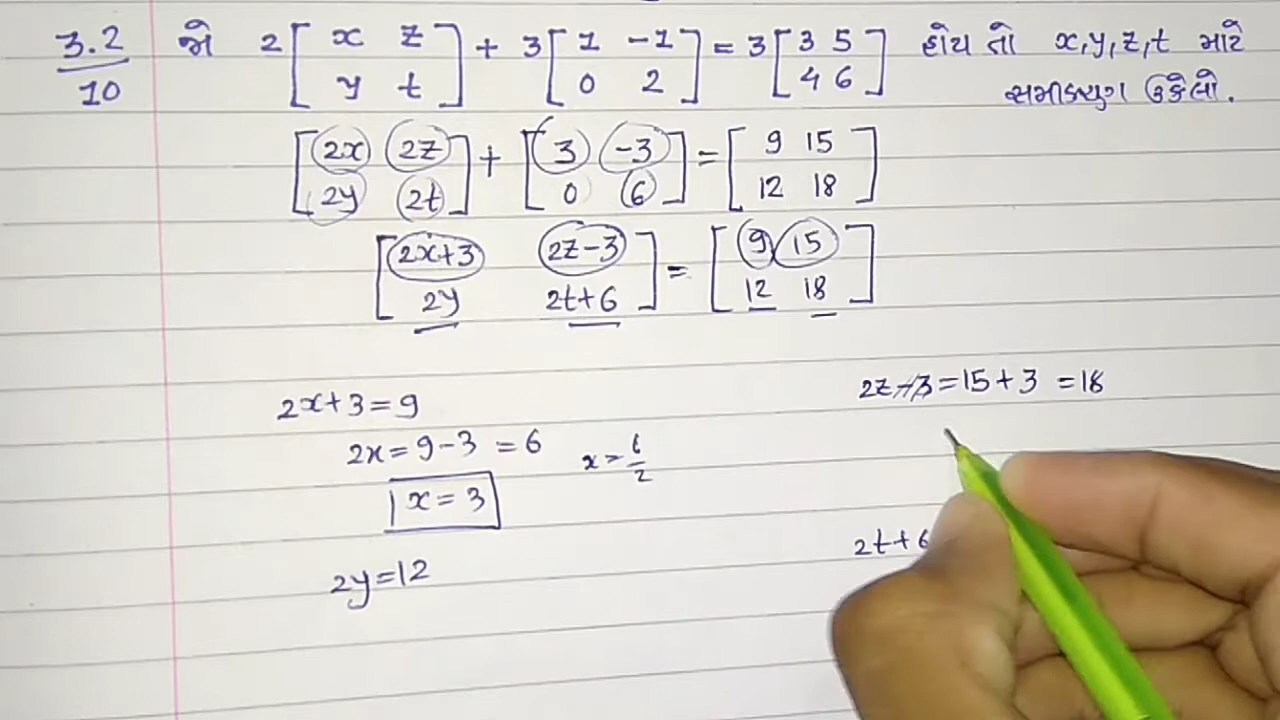 3.2/10 જો 2[x z; y t] + 3[1 -1; 0 2] = 3[3 5; 4 6] હોય તો x,y,z,t માટે
સમીકરણ ઉકેલો.
[2x 2z; 2y 2t] + [3 -3; 0 6] = [9 15; 12 18]
[2x+3 2z-3; 2y 2t+6] = [9 15; 12 18]
2x+3=9
2x=9-3 =6 x=6/2
x=3
2y=12
2z-3=15+3 =18
2t+6